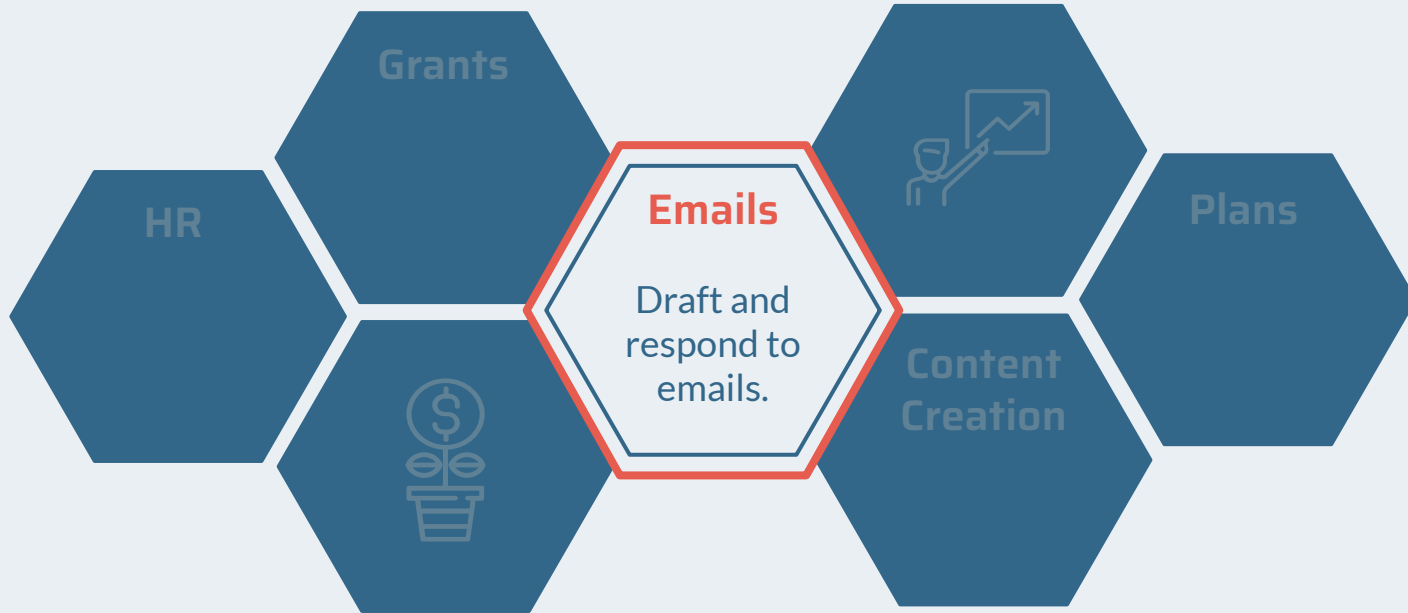 Grants
HR
Emails
Draft and
respond to
emails.
Plans
Content
Creation